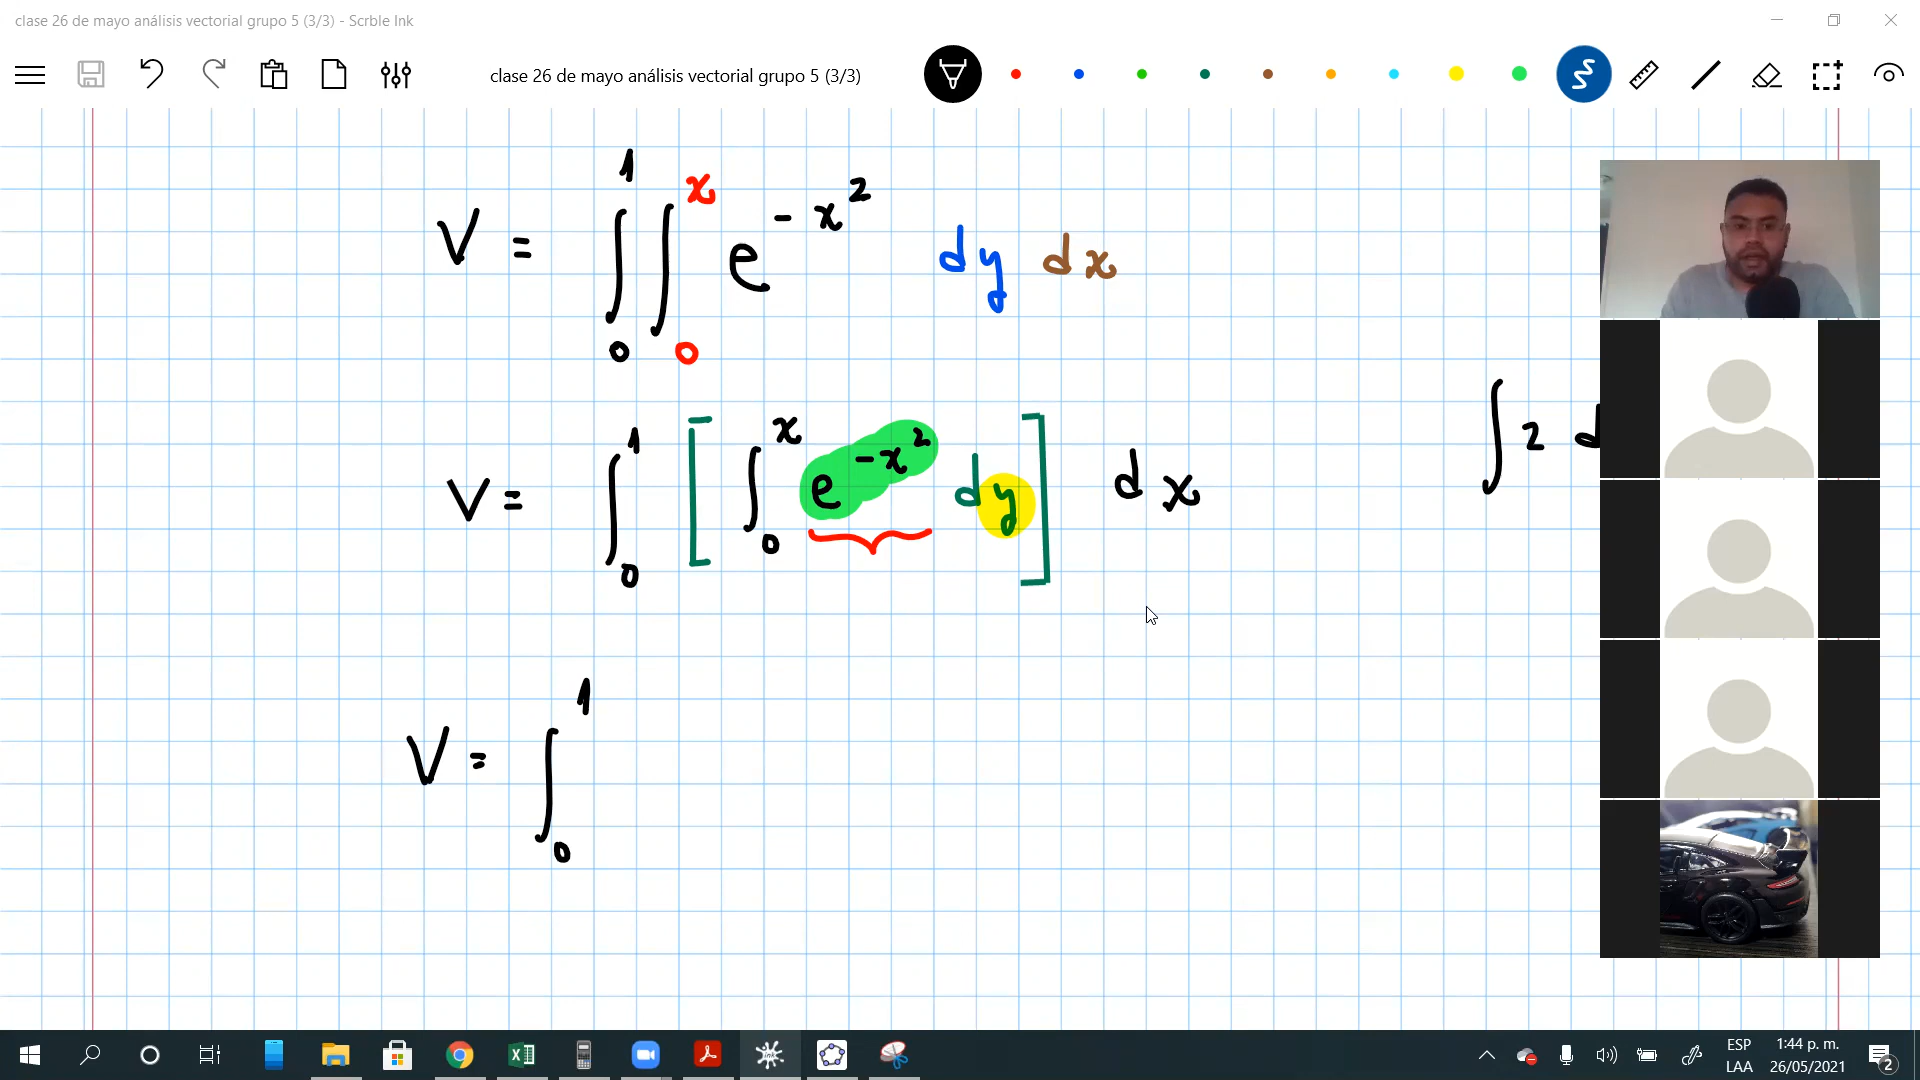 clase 26 de mayo análisis vectorial grupo 5 (3/3) - Scrble Ink
clase 26 de mayo análisis vectorial grupo 5 (3/3)
V = ∫₀¹ ∫₀ˣ e^{-x²} dy dx
V = ∫₀¹ [ ∫₀ˣ e^{-x²} dy ] dx
∫ 2 d
V = ∫₀¹
ESP
LAA
1:44 p. m.
26/05/2021
2